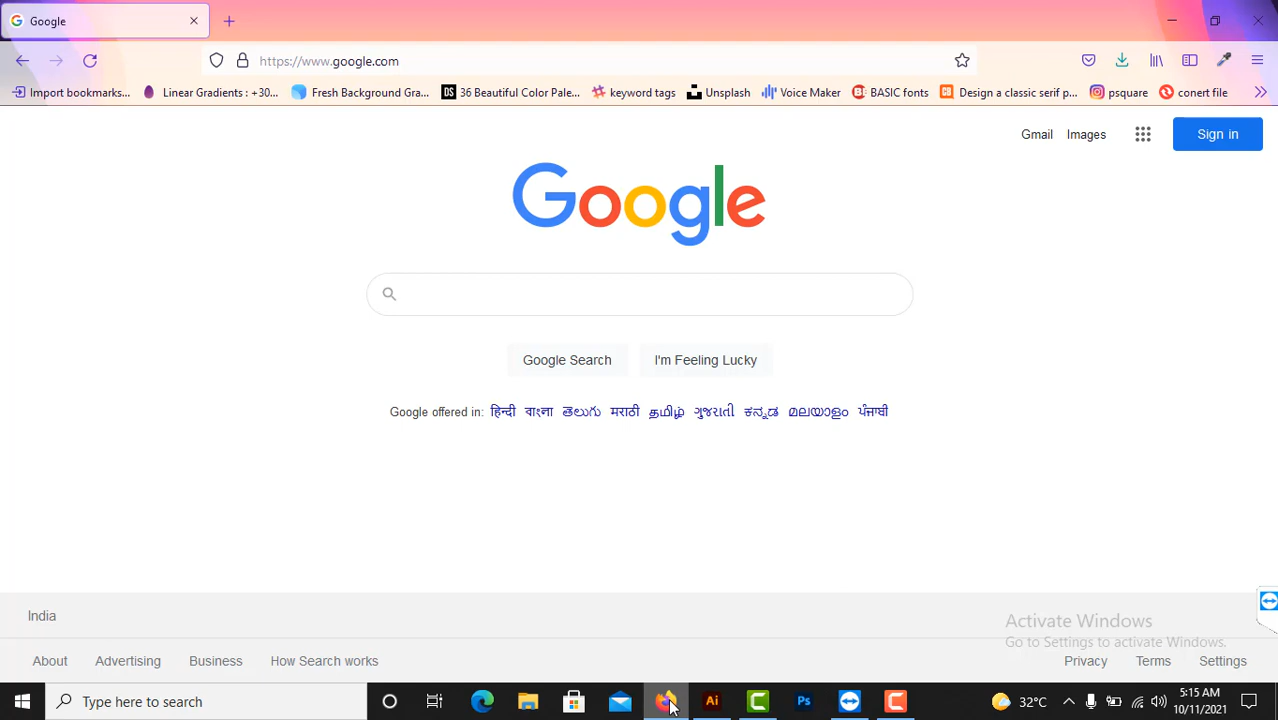 Google
https://www.google.com
Import bookmarks... Linear Gradients : +30... Fresh Background Gra... DS 36 Beautiful Color Pale... keyword tags Unsplash Voice Maker BASIC fonts Design a classic serif p... psquare conert file
Gmail Images Sign in
Google
Google Search I'm Feeling Lucky
Google offered in: हिन्दी বাংলা తెలుగు मराठी தமிழ் ગુજરાતી ಕನ್ನಡ മലയാളം ਪੰਜਾਬੀ
India
Activate Windows
Go to Settings to activate Windows.
About Advertising Business How Search works Privacy Terms Settings
Type here to search Ai Ps 32°C 5:15 AM
10/11/2021